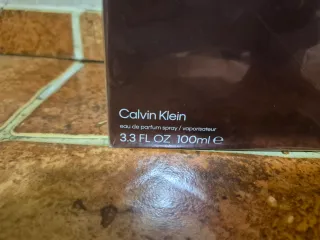 Calvin Klein
eau de parfum spray / vaporisateur
3.3 FL OZ 100ml ℮